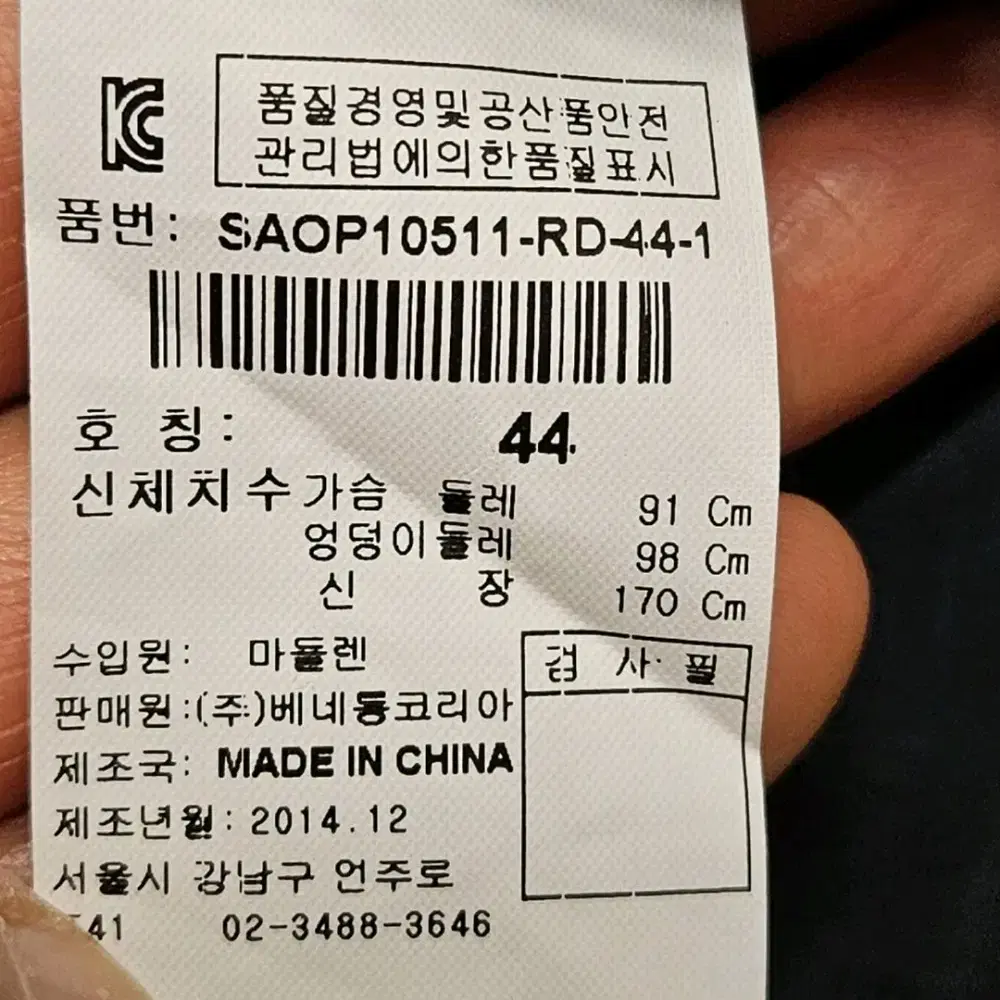 KC
품질경영및공산품안전
관리법에의한품질표시
품번: SAOP10511-RD-44-1
호 칭: 44
신체치수 가슴 둘레 91 Cm
엉덩이둘레 98 Cm
신 장 170 Cm
수입원: 마듈렌
판매원:(주)베네통코리아
제조국: MADE IN CHINA
제조년월: 2014.12
검 사 필
서울시 강남구 언주로
41 02-3488-3646